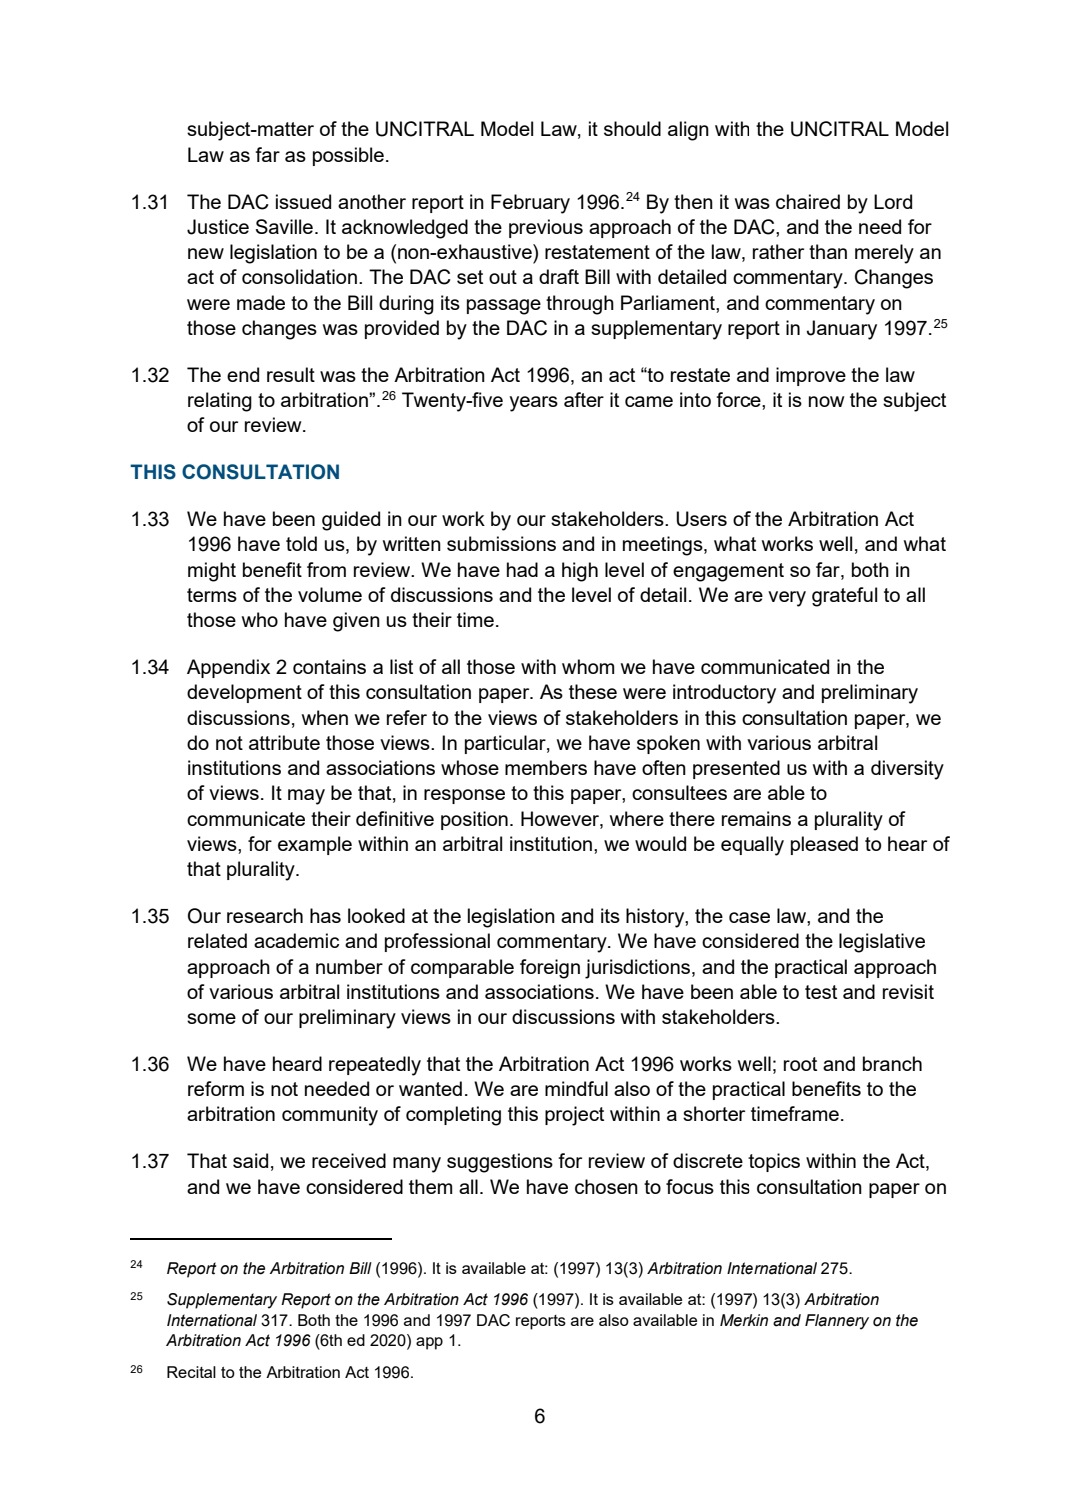 subject-matter of the UNCITRAL Model Law, it should align with the UNCITRAL Model
Law as far as possible.
1.31 The DAC issued another report in February 1996.24 By then it was chaired by Lord
Justice Saville. It acknowledged the previous approach of the DAC, and the need for
new legislation to be a (non-exhaustive) restatement of the law, rather than merely an
act of consolidation. The DAC set out a draft Bill with detailed commentary. Changes
were made to the Bill during its passage through Parliament, and commentary on
those changes was provided by the DAC in a supplementary report in January 1997.25
1.32 The end result was the Arbitration Act 1996, an act “to restate and improve the law
relating to arbitration”.26 Twenty-five years after it came into force, it is now the subject
of our review.
THIS CONSULTATION
1.33 We have been guided in our work by our stakeholders. Users of the Arbitration Act
1996 have told us, by written submissions and in meetings, what works well, and what
might benefit from review. We have had a high level of engagement so far, both in
terms of the volume of discussions and the level of detail. We are very grateful to all
those who have given us their time.
1.34 Appendix 2 contains a list of all those with whom we have communicated in the
development of this consultation paper. As these were introductory and preliminary
discussions, when we refer to the views of stakeholders in this consultation paper, we
do not attribute those views. In particular, we have spoken with various arbitral
institutions and associations whose members have often presented us with a diversity
of views. It may be that, in response to this paper, consultees are able to
communicate their definitive position. However, where there remains a plurality of
views, for example within an arbitral institution, we would be equally pleased to hear of
that plurality.
1.35 Our research has looked at the legislation and its history, the case law, and the
related academic and professional commentary. We have considered the legislative
approach of a number of comparable foreign jurisdictions, and the practical approach
of various arbitral institutions and associations. We have been able to test and revisit
some of our preliminary views in our discussions with stakeholders.
1.36 We have heard repeatedly that the Arbitration Act 1996 works well; root and branch
reform is not needed or wanted. We are mindful also of the practical benefits to the
arbitration community of completing this project within a shorter timeframe.
1.37 That said, we received many suggestions for review of discrete topics within the Act,
and we have considered them all. We have chosen to focus this consultation paper on
24 Report on the Arbitration Bill (1996). It is available at: (1997) 13(3) Arbitration International 275.
25 Supplementary Report on the Arbitration Act 1996 (1997). It is available at: (1997) 13(3) Arbitration
International 317. Both the 1996 and 1997 DAC reports are also available in Merkin and Flannery on the
Arbitration Act 1996 (6th ed 2020) app 1.
26 Recital to the Arbitration Act 1996.
6